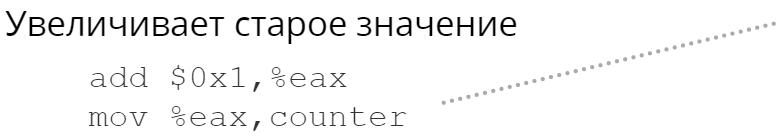 Увеличивает старое значение
add $0x1,%eax
mov %eax,counter